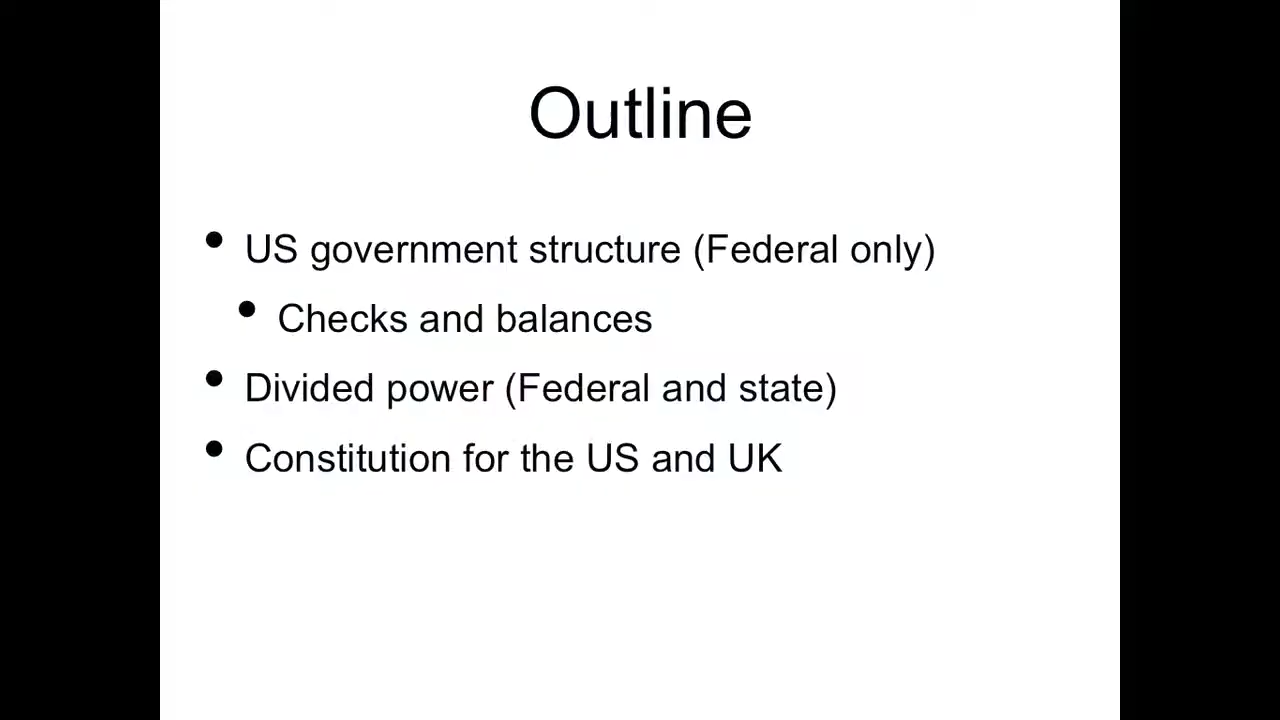 Outline
• US government structure (Federal only)
• Checks and balances
• Divided power (Federal and state)
• Constitution for the US and UK